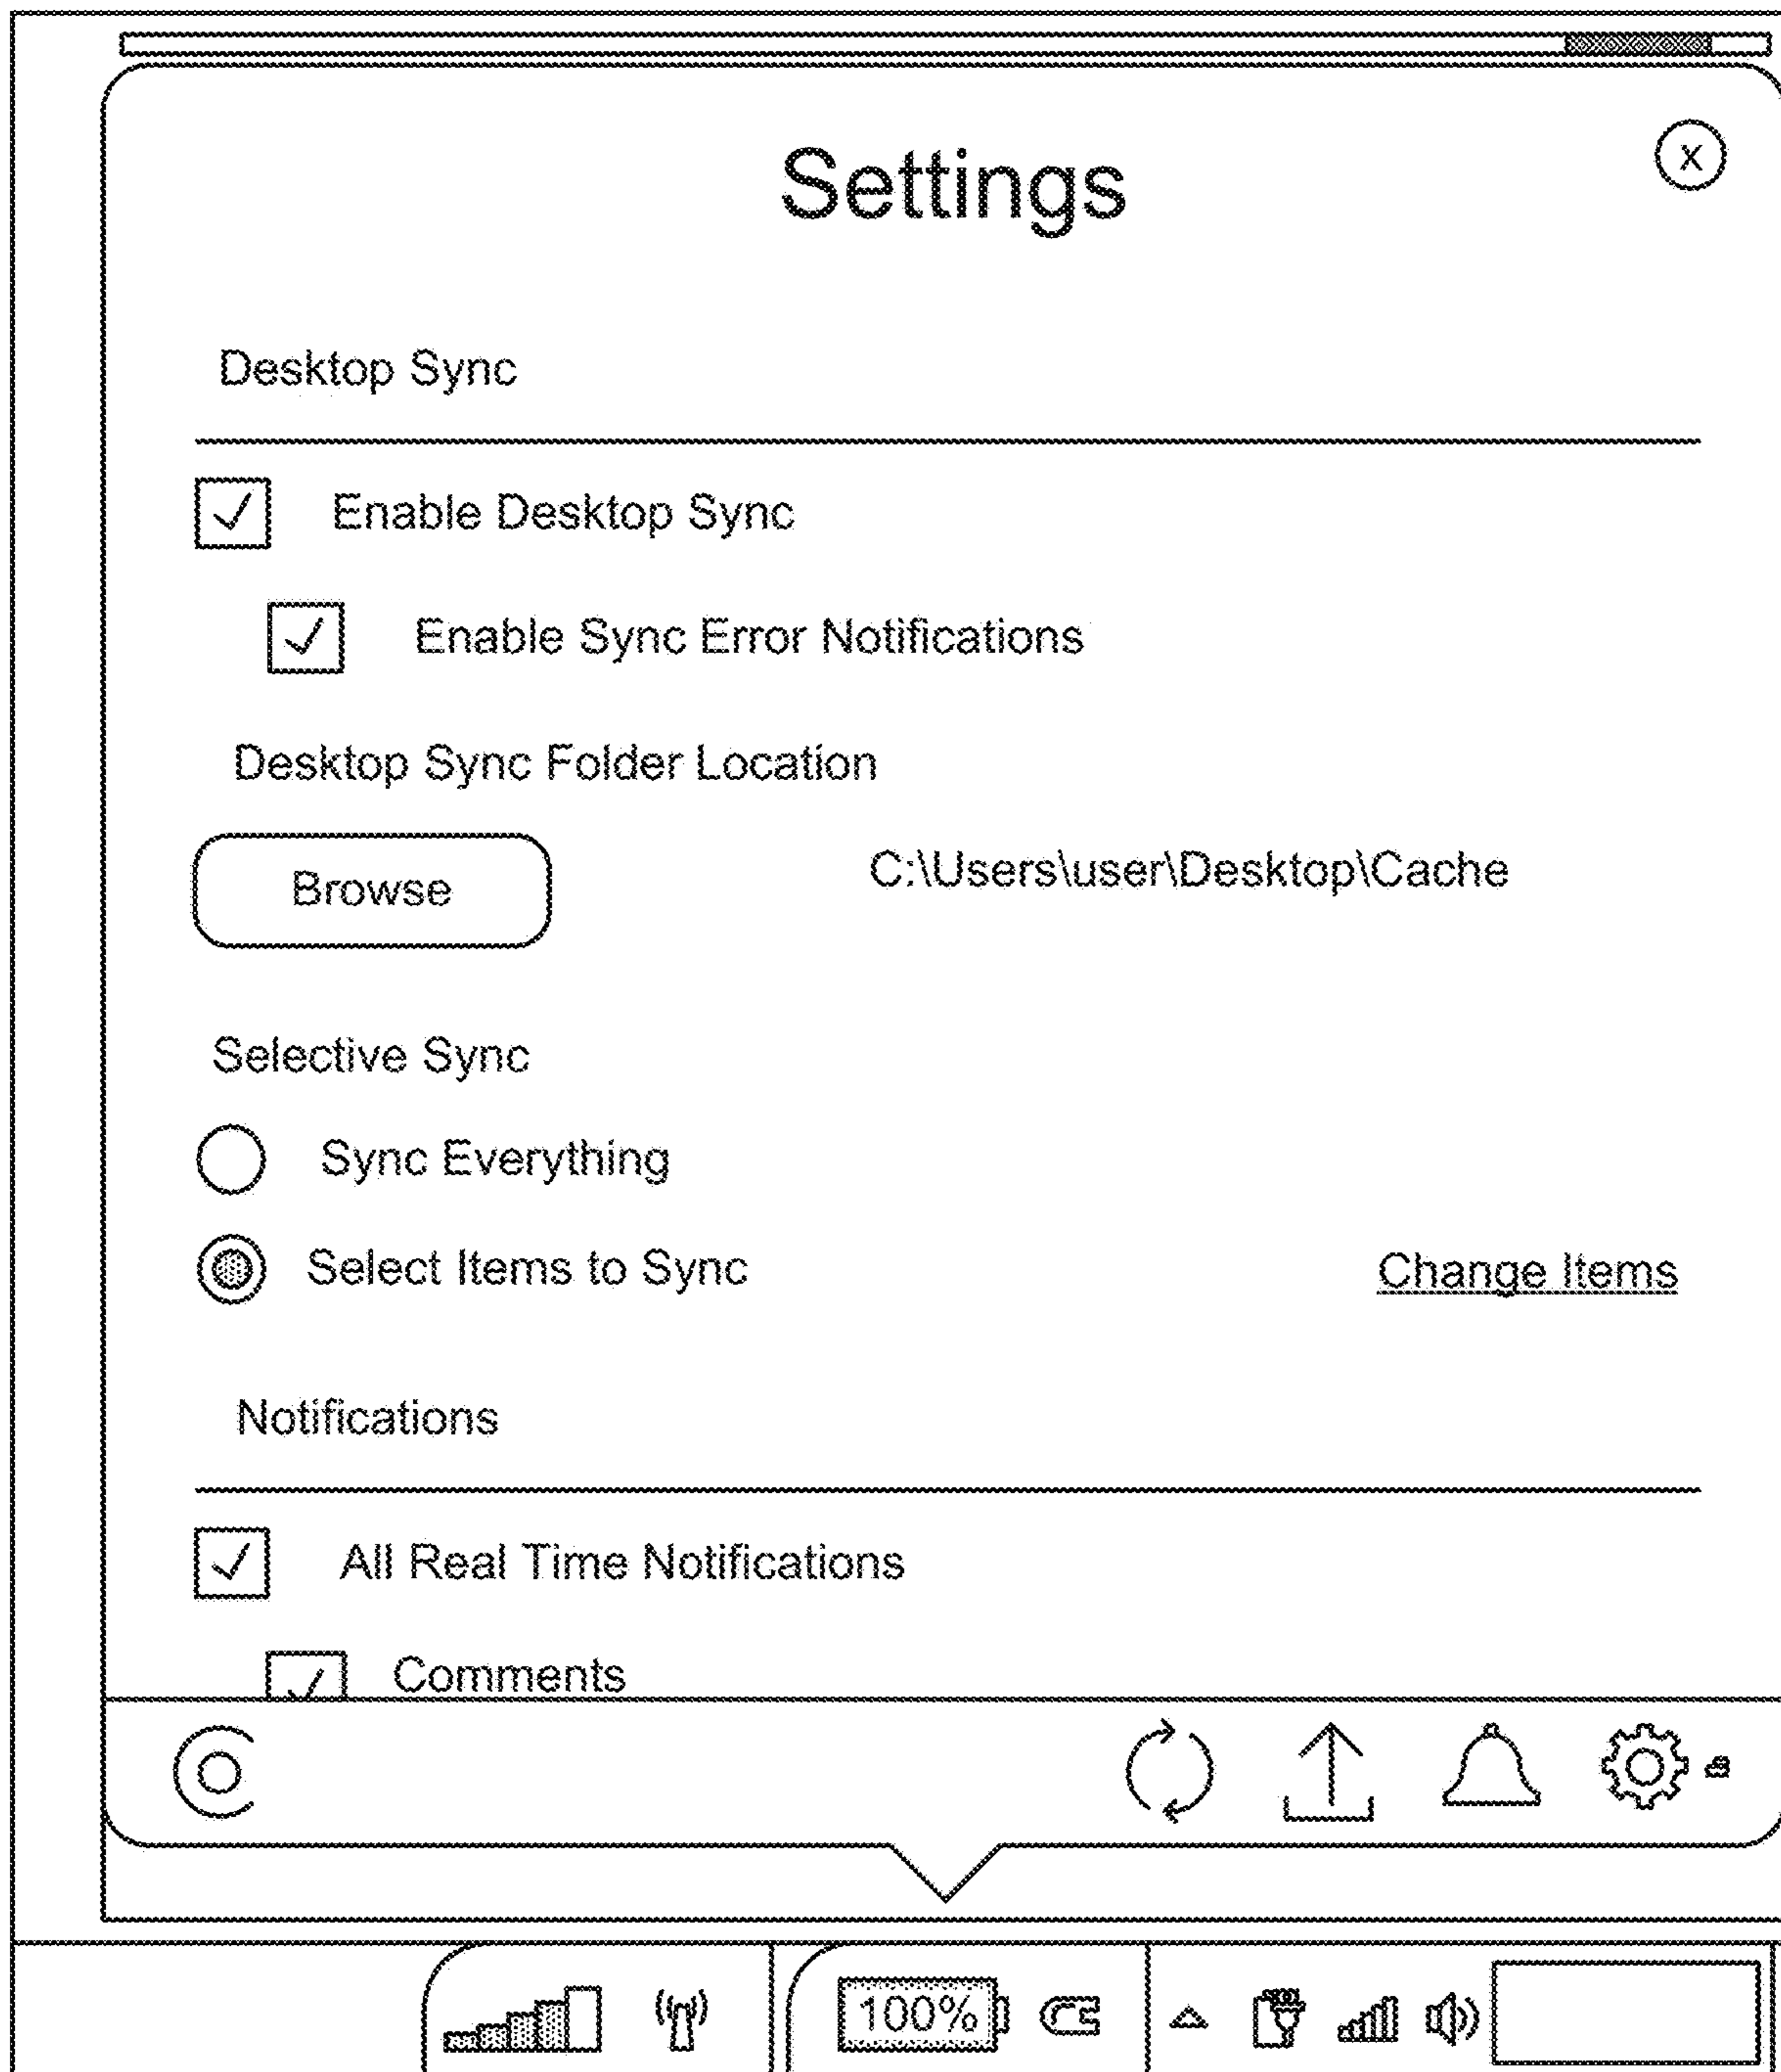 Settings
x
Desktop Sync
Enable Desktop Sync
Enable Sync Error Notifications
Desktop Sync Folder Location
Browse
C:\Users\user\Desktop\Cache
Selective Sync
Sync Everything
Select Items to Sync
Change Items
Notifications
All Real Time Notifications
Comments
100%